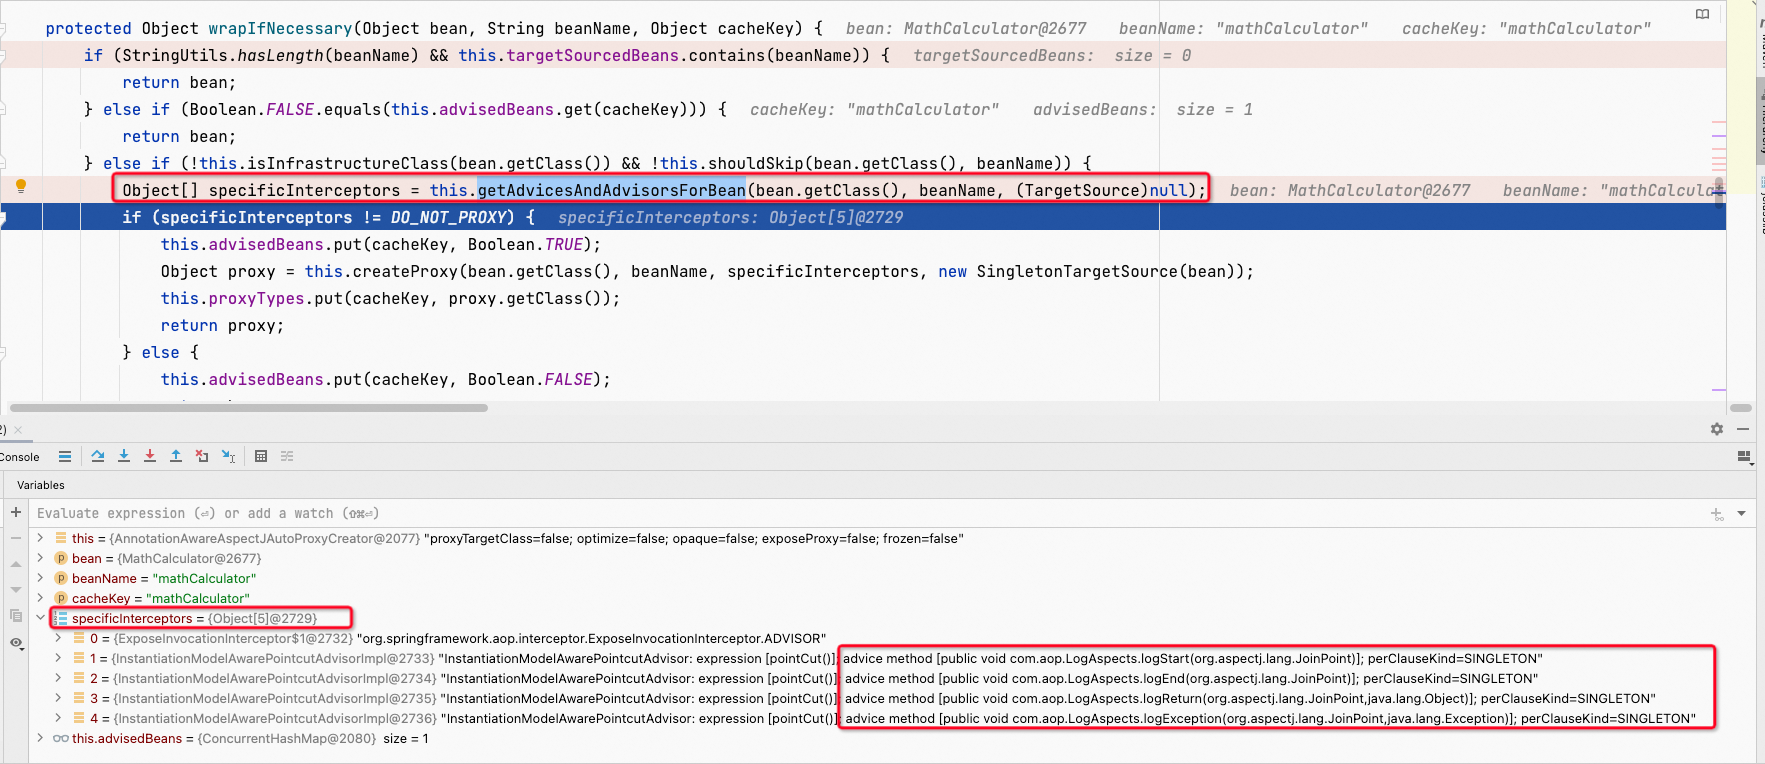 protected Object wrapIfNecessary(Object bean, String beanName, Object cacheKey) {  bean: MathCalculator@2677  beanName: "mathCalculator"  cacheKey: "mathCalculator"
if (StringUtils.hasLength(beanName) && this.targetSourcedBeans.contains(beanName)) {  targetSourcedBeans:  size = 0
return bean;
} else if (Boolean.FALSE.equals(this.advisedBeans.get(cacheKey))) {  cacheKey: "mathCalculator"  advisedBeans:  size = 1
return bean;
} else if (!this.isInfrastructureClass(bean.getClass()) && !this.shouldSkip(bean.getClass(), beanName)) {
Object[] specificInterceptors = this.getAdvicesAndAdvisorsForBean(bean.getClass(), beanName, (TargetSource)null);  bean: MathCalculator@2677  beanName: "mathCalcula
if (specificInterceptors != DO_NOT_PROXY) {  specificInterceptors: Object[5]@2729
this.advisedBeans.put(cacheKey, Boolean.TRUE);
Object proxy = this.createProxy(bean.getClass(), beanName, specificInterceptors, new SingletonTargetSource(bean));
this.proxyTypes.put(cacheKey, proxy.getClass());
return proxy;
} else {
this.advisedBeans.put(cacheKey, Boolean.FALSE);
2)
Console
Variables
Evaluate expression (⏎) or add a watch (⇧⌘⏎)
this = {AnnotationAwareAspectJAutoProxyCreator@2077} "proxyTargetClass=false; optimize=false; opaque=false; exposeProxy=false; frozen=false"
p bean = {MathCalculator@2677}
p beanName = "mathCalculator"
p cacheKey = "mathCalculator"
specificInterceptors = {Object[5]@2729}
0 = {ExposeInvocationInterceptor$1@2732} "org.springframework.aop.interceptor.ExposeInvocationInterceptor.ADVISOR"
1 = {InstantiationModelAwarePointcutAdvisorImpl@2733} "InstantiationModelAwarePointcutAdvisor: expression [pointCut()]; advice method [public void com.aop.LogAspects.logStart(org.aspectj.lang.JoinPoint)]; perClauseKind=SINGLETON"
2 = {InstantiationModelAwarePointcutAdvisorImpl@2734} "InstantiationModelAwarePointcutAdvisor: expression [pointCut()]; advice method [public void com.aop.LogAspects.logEnd(org.aspectj.lang.JoinPoint)]; perClauseKind=SINGLETON"
3 = {InstantiationModelAwarePointcutAdvisorImpl@2735} "InstantiationModelAwarePointcutAdvisor: expression [pointCut()]; advice method [public void com.aop.LogAspects.logReturn(org.aspectj.lang.JoinPoint,java.lang.Object)]; perClauseKind=SINGLETON"
4 = {InstantiationModelAwarePointcutAdvisorImpl@2736} "InstantiationModelAwarePointcutAdvisor: expression [pointCut()]; advice method [public void com.aop.LogAspects.logException(org.aspectj.lang.JoinPoint,java.lang.Exception)]; perClauseKind=SINGLETON"
this.advisedBeans = {ConcurrentHashMap@2080}  size = 1